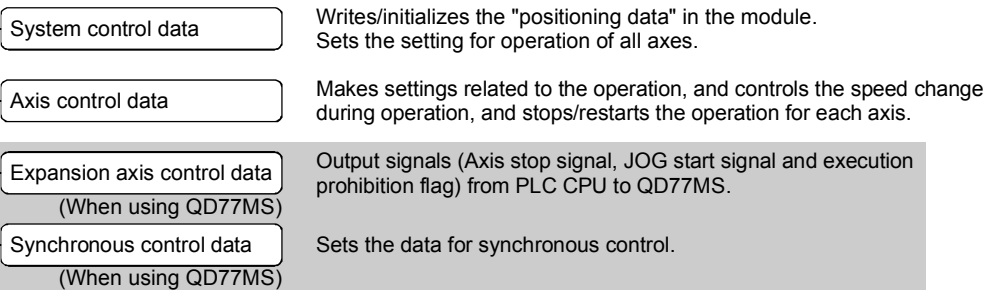 System control data
Writes/initializes the "positioning data" in the module.
Sets the setting for operation of all axes.
Axis control data
Makes settings related to the operation, and controls the speed change
during operation, and stops/restarts the operation for each axis.
Expansion axis control data
(When using QD77MS)
Output signals (Axis stop signal, JOG start signal and execution
prohibition flag) from PLC CPU to QD77MS.
Synchronous control data
(When using QD77MS)
Sets the data for synchronous control.